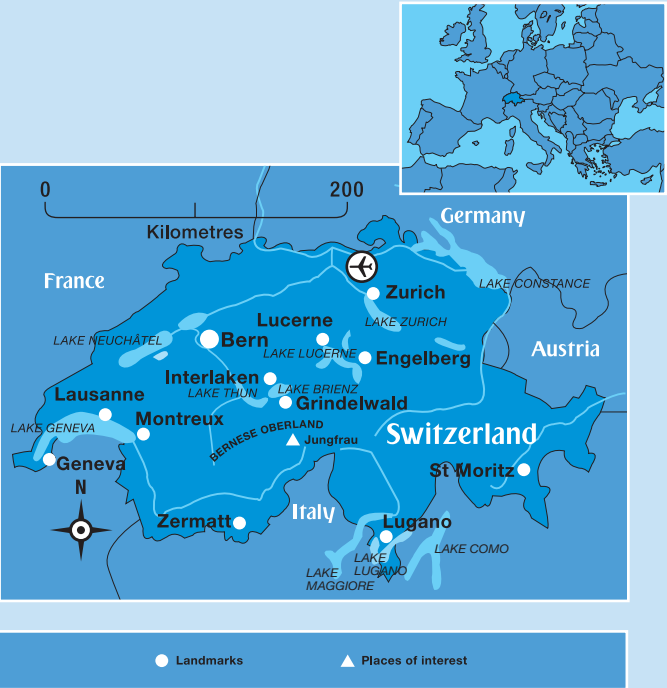 0 200
Kilometres
Germany
France
LAKE CONSTANCE
Zurich
LAKE ZURICH
Lucerne
LAKE NEUCHÂTEL
Bern
LAKE LUCERNE
Austria
Engelberg
Interlaken
LAKE BRIENZ
LAKE THUN
Grindelwald
Lausanne
Montreux
LAKE GENEVA
BERNESE OBERLAND
Jungfrau
Switzerland
Geneva
St Moritz
N
Zermatt
Italy
Lugano
LAKE COMO
LAKE
LUGANO
LAKE
MAGGIORE
Landmarks
Places of interest